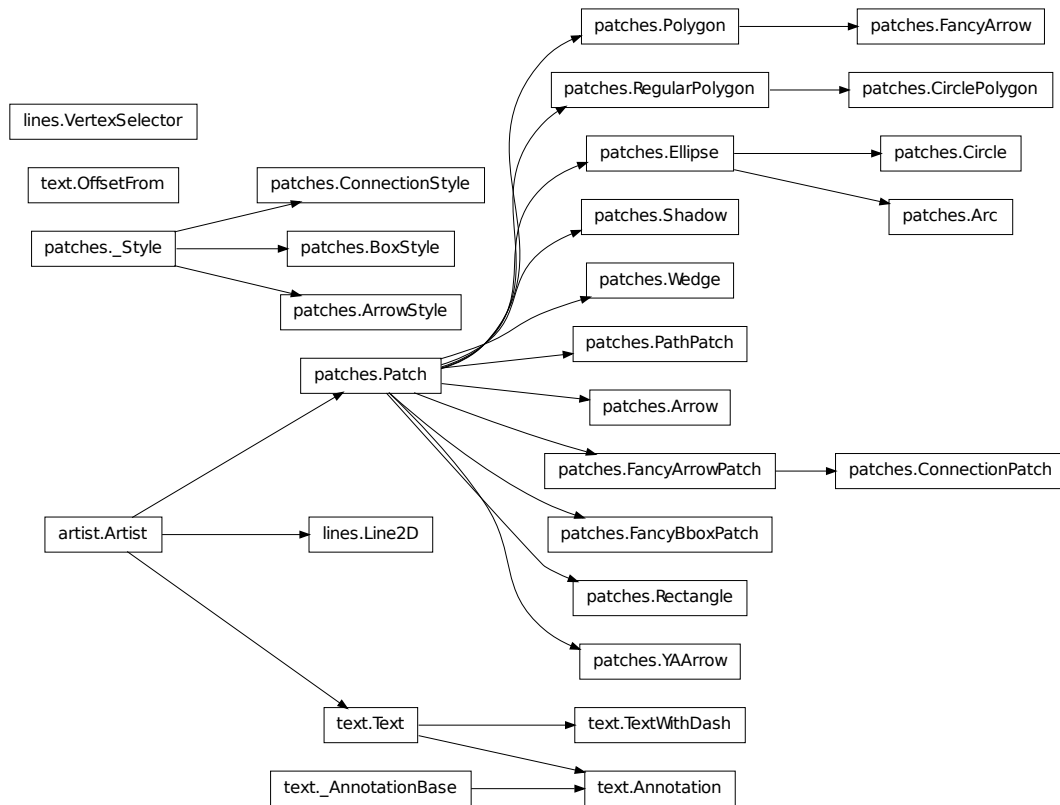 patches.Polygon
patches.FancyArrow
patches.RegularPolygon
patches.CirclePolygon
lines.VertexSelector
patches.Ellipse
patches.Circle
text.OffsetFrom
patches.ConnectionStyle
patches.Shadow
patches.Arc
patches._Style
patches.BoxStyle
patches.Wedge
patches.ArrowStyle
patches.PathPatch
patches.Patch
patches.Arrow
patches.FancyArrowPatch
patches.ConnectionPatch
artist.Artist
lines.Line2D
patches.FancyBboxPatch
patches.Rectangle
patches.YAArrow
text.Text
text.TextWithDash
text._AnnotationBase
text.Annotation